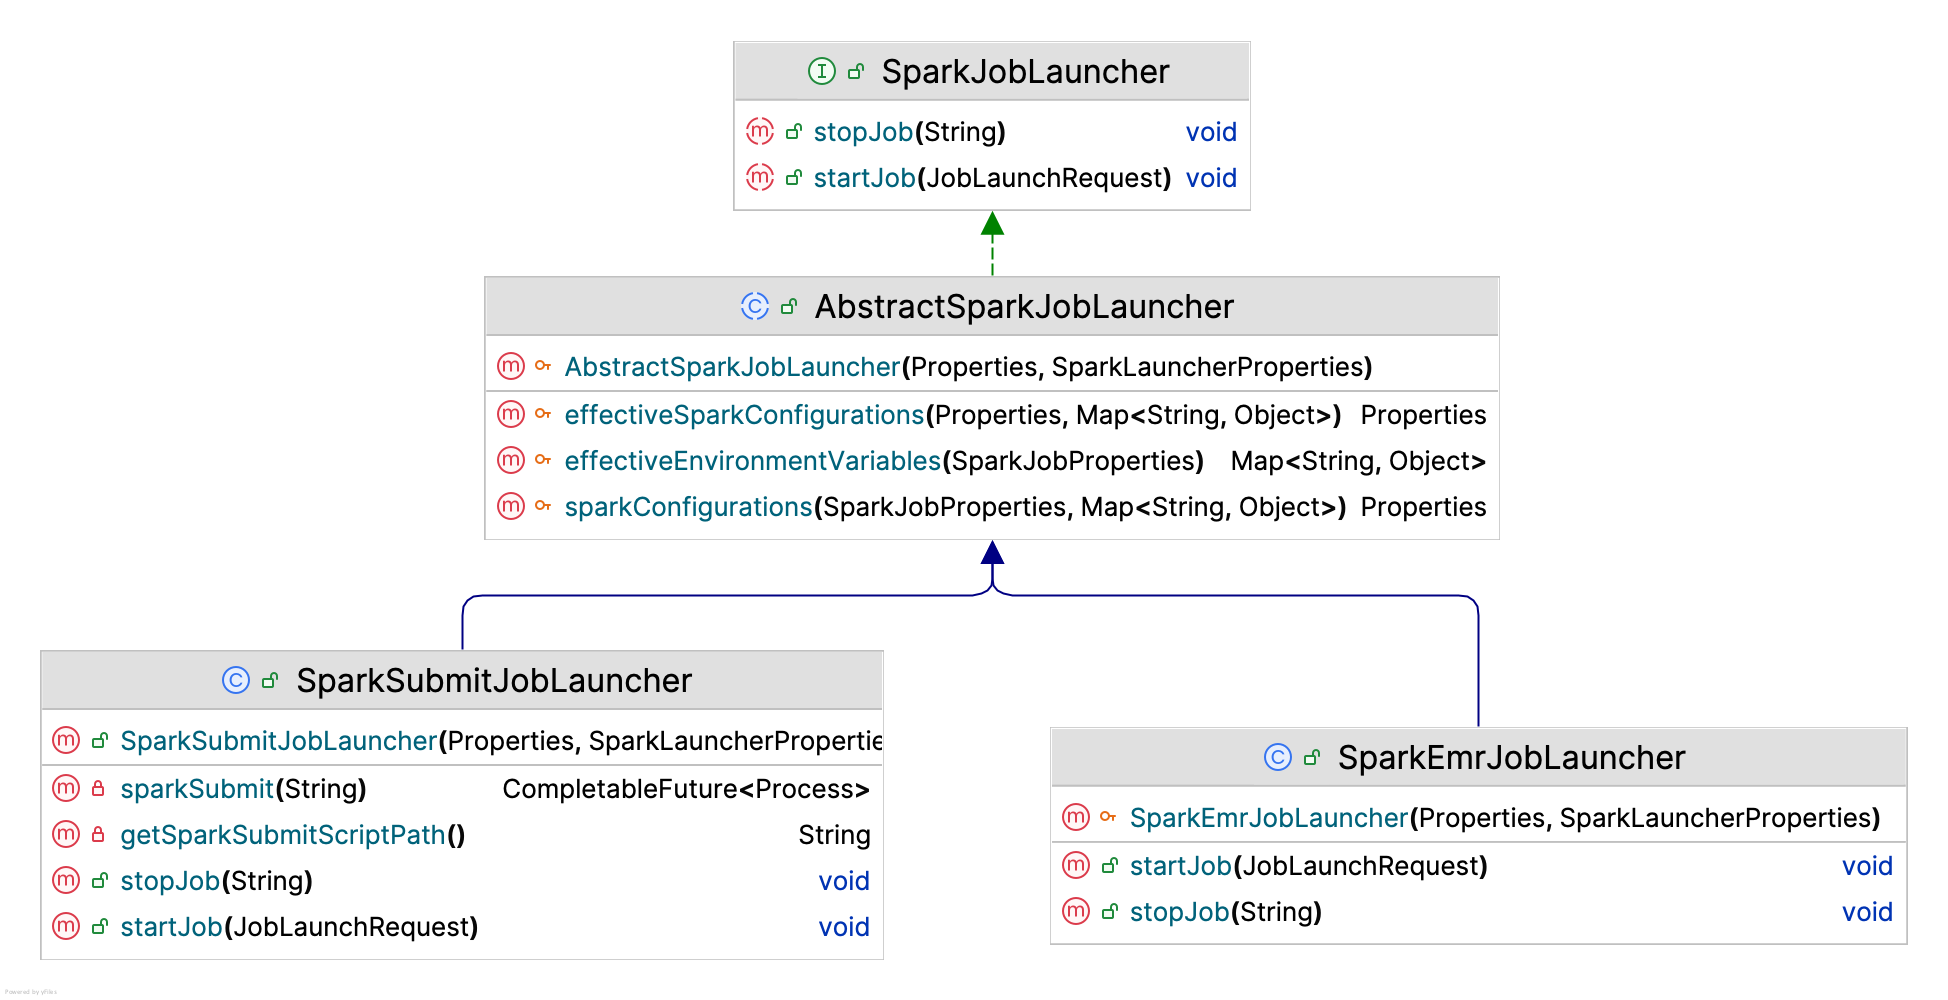 SparkJobLauncher
stopJob(String) void
startJob(JobLaunchRequest) void
AbstractSparkJobLauncher
AbstractSparkJobLauncher(Properties, SparkLauncherProperties)
effectiveSparkConfigurations(Properties, Map<String, Object>) Properties
effectiveEnvironmentVariables(SparkJobProperties) Map<String, Object>
sparkConfigurations(SparkJobProperties, Map<String, Object>) Properties
SparkSubmitJobLauncher
SparkSubmitJobLauncher(Properties, SparkLauncherPropertie
sparkSubmit(String) CompletableFuture<Process>
getSparkSubmitScriptPath() String
stopJob(String) void
startJob(JobLaunchRequest) void
SparkEmrJobLauncher
SparkEmrJobLauncher(Properties, SparkLauncherProperties)
startJob(JobLaunchRequest) void
stopJob(String) void
Powered by yFiles